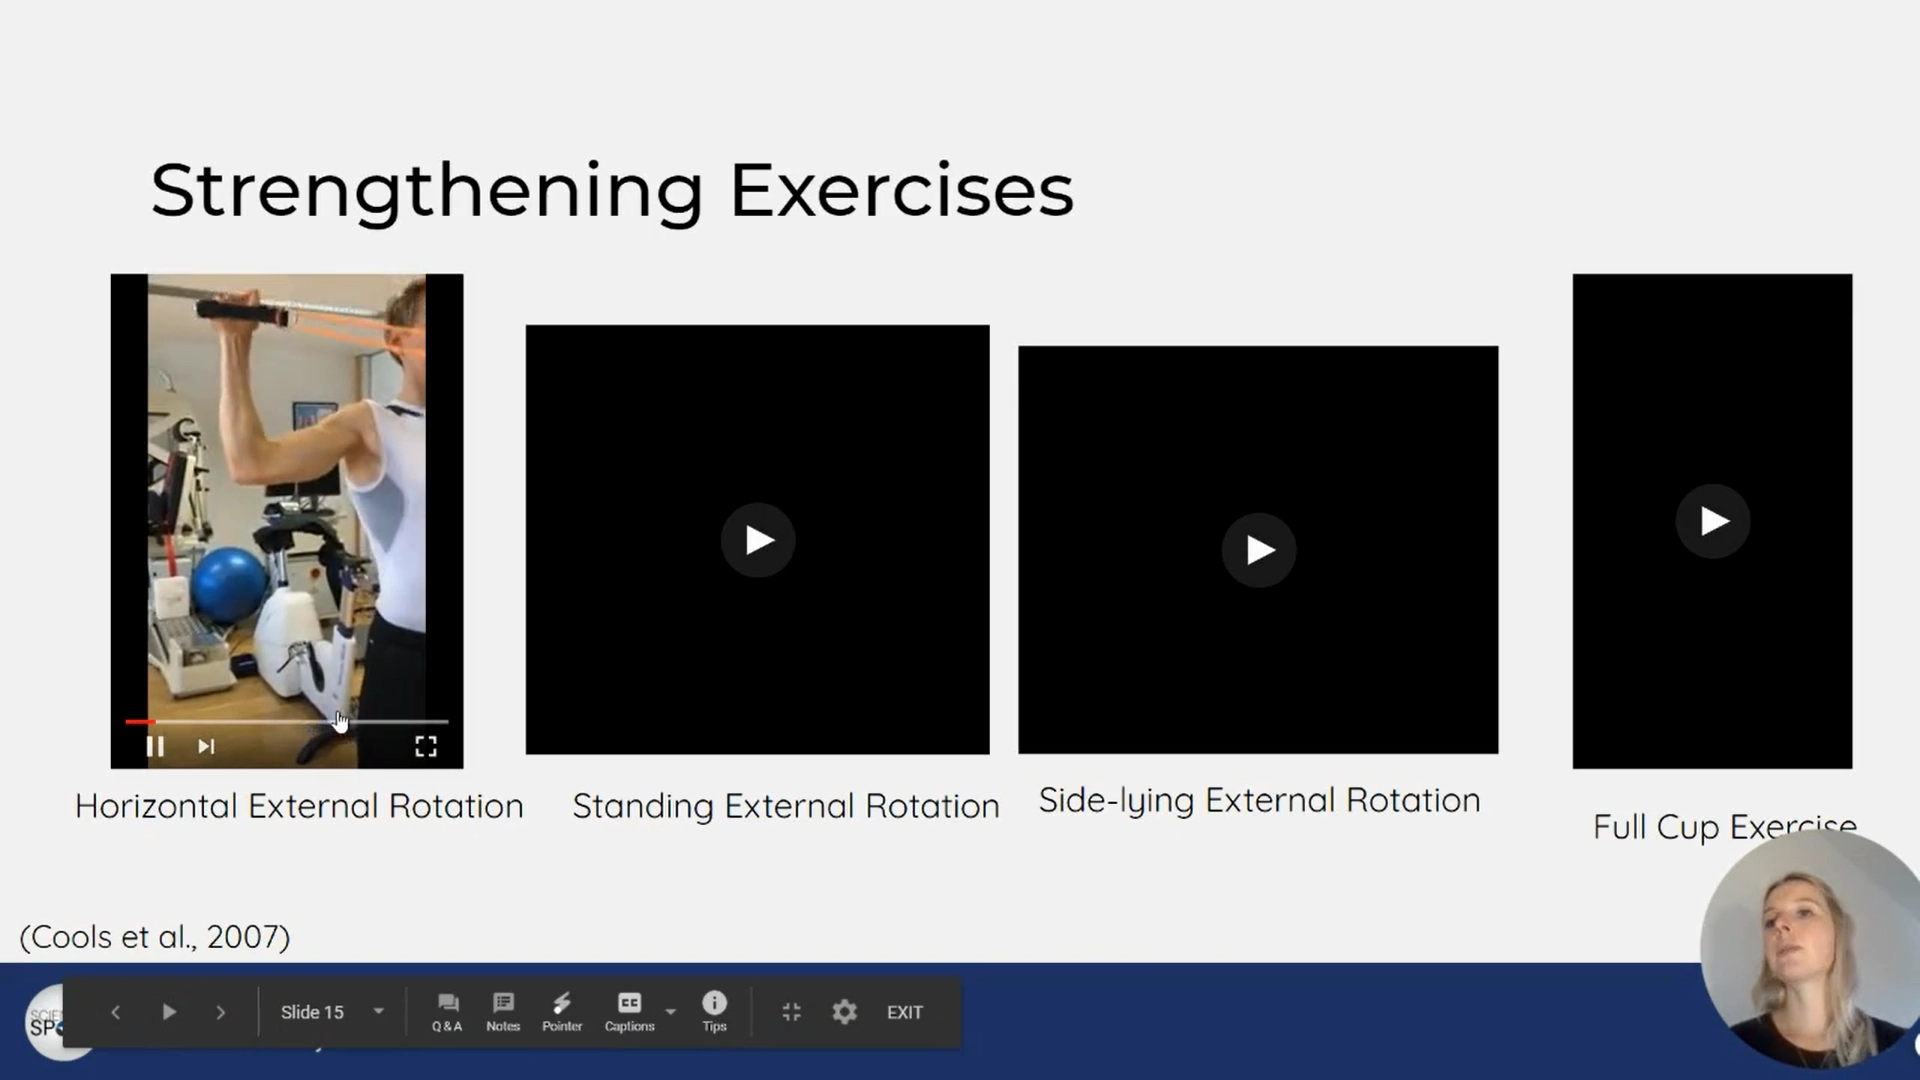 Strengthening Exercises
Horizontal External Rotation
Standing External Rotation
Side-lying External Rotation
Full Cup Exercise
(Cools et al., 2007)
Slide 15
Q&A
Notes
CC
Pointer
Captions
Tips
EXIT